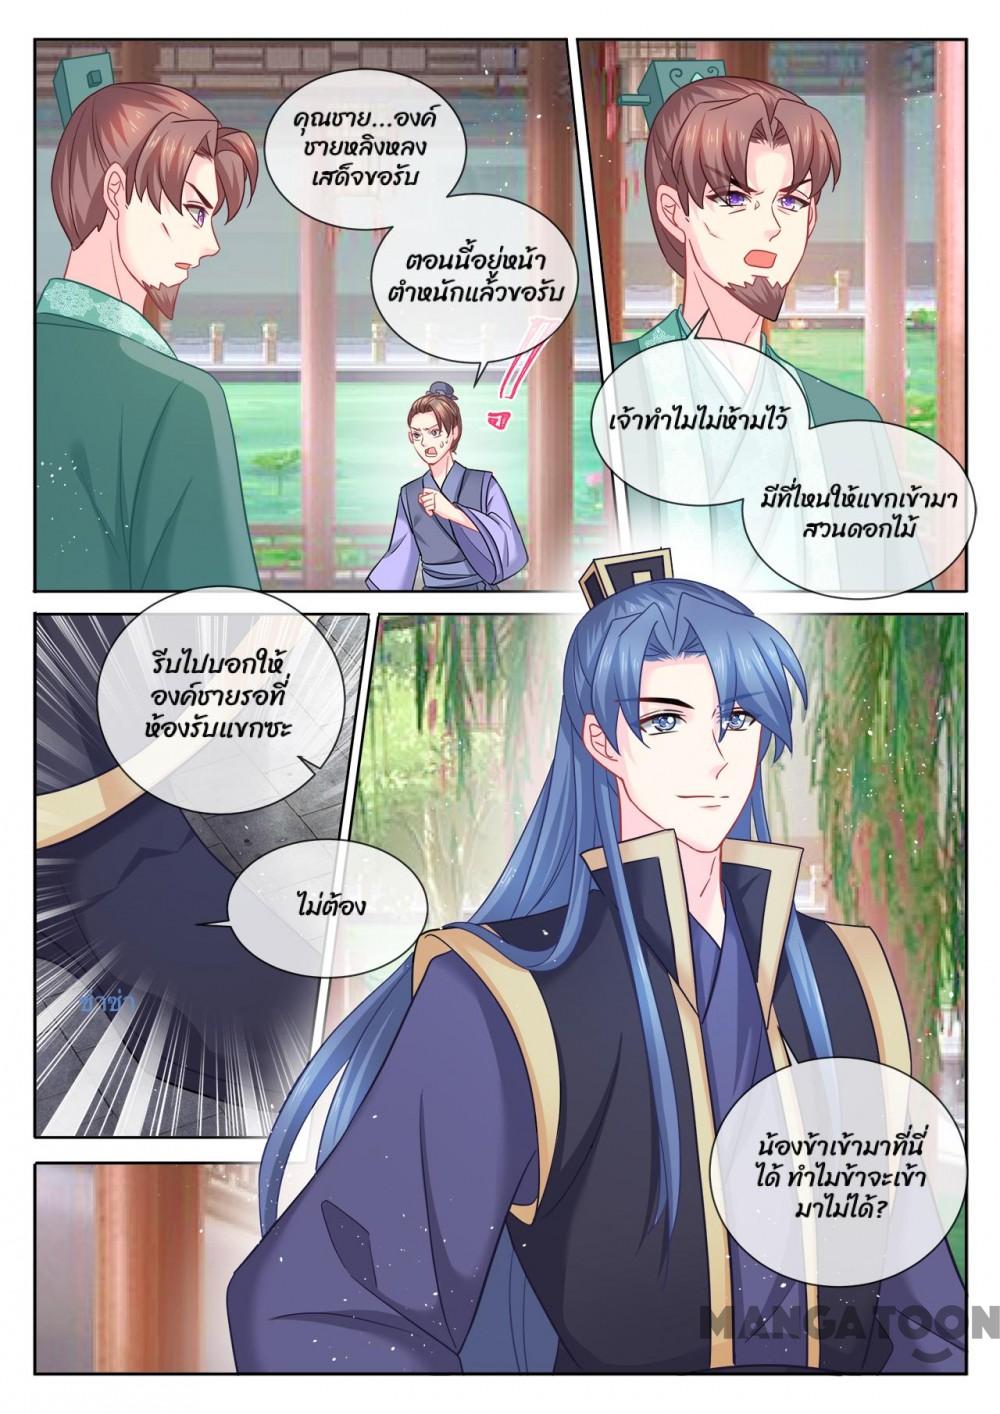 คุณชาย...องค์
ชายหลิงหลง
เสด็จขอรับ
ตอนนี้อยู่หน้า
ตำหนักแล้วขอรับ
เจ้าทำไมไม่ห้ามไว้
มีที่ไหนให้แขกเข้ามา
สวนดอกไม้
รีบไปบอกให้
องค์ชายรอที่
ห้องรับแขกซะ
ไม่ต้อง
ซ่าซ่า
น้องข้าเข้ามาที่นี่
ได้ ทำไมข้าจะเข้า
มาไม่ได้?
MANGATOON